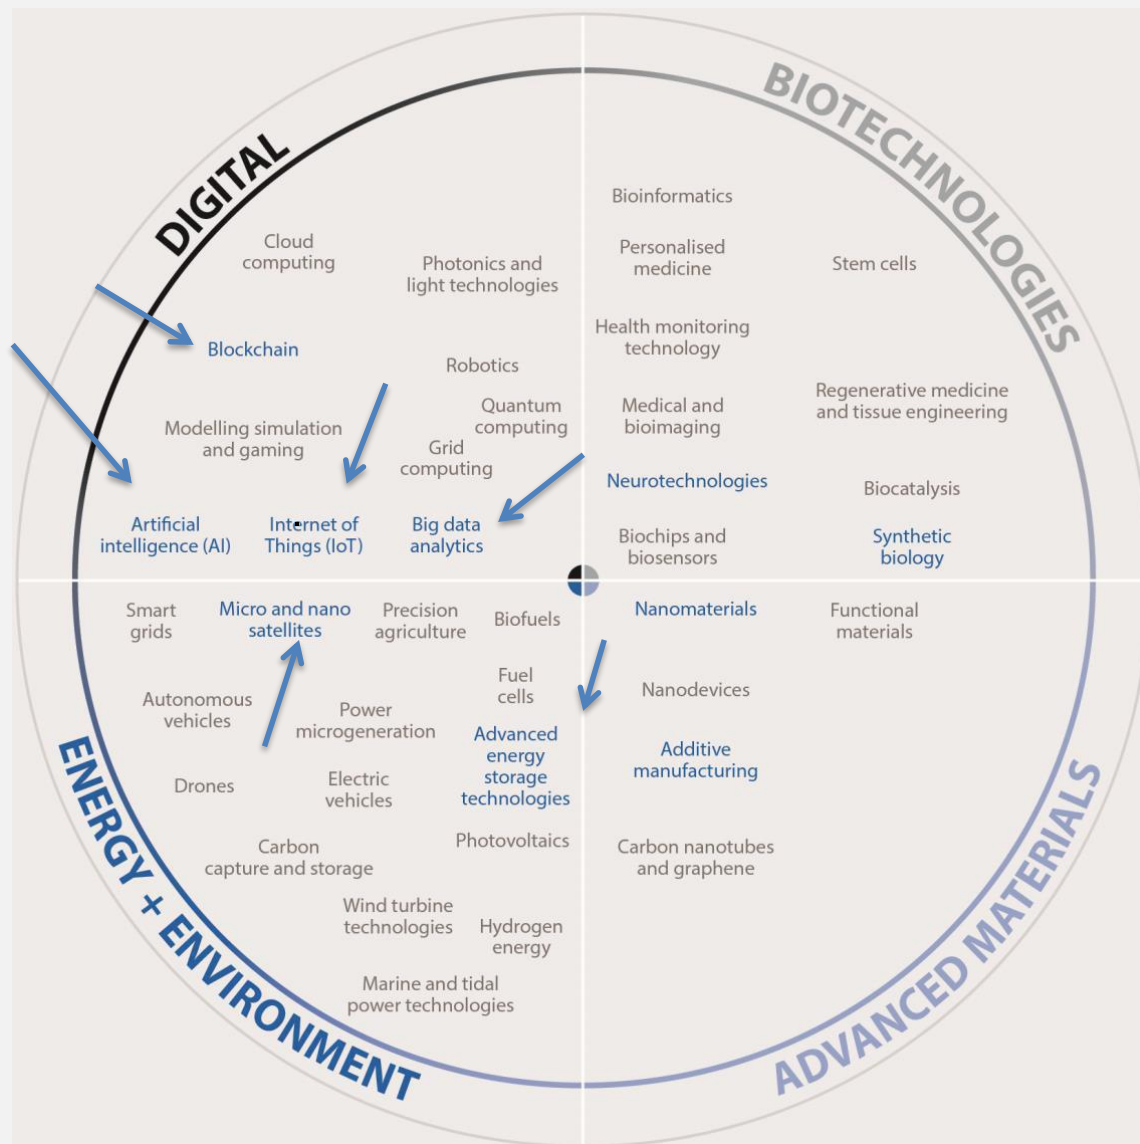 DIGITAL
Cloud
computing
Photonics and
light technologies
Blockchain
Robotics
Quantum
computing
Modelling simulation
and gaming
Grid
computing
Artificial
intelligence (AI)
Internet of
Things (IoT)
Big data
analytics
BIOTECHNOLOGIES
Bioinformatics
Personalised
medicine
Stem cells
Health monitoring
technology
Regenerative medicine
and tissue engineering
Medical and
bioimaging
Neurotechnologies
Biocatalysis
Biochips and
biosensors
Synthetic
biology
ENERGY + ENVIRONMENT
Smart
grids
Micro and nano
satellites
Precision
agriculture
Biofuels
Fuel
cells
Autonomous
vehicles
Power
microgeneration
Advanced
energy
storage
technologies
Drones
Electric
vehicles
Photovoltaics
Carbon
capture and storage
Wind turbine
technologies
Hydrogen
energy
Marine and tidal
power technologies
ADVANCED MATERIALS
Nanomaterials
Functional
materials
Nanodevices
Additive
manufacturing
Carbon nanotubes
and graphene